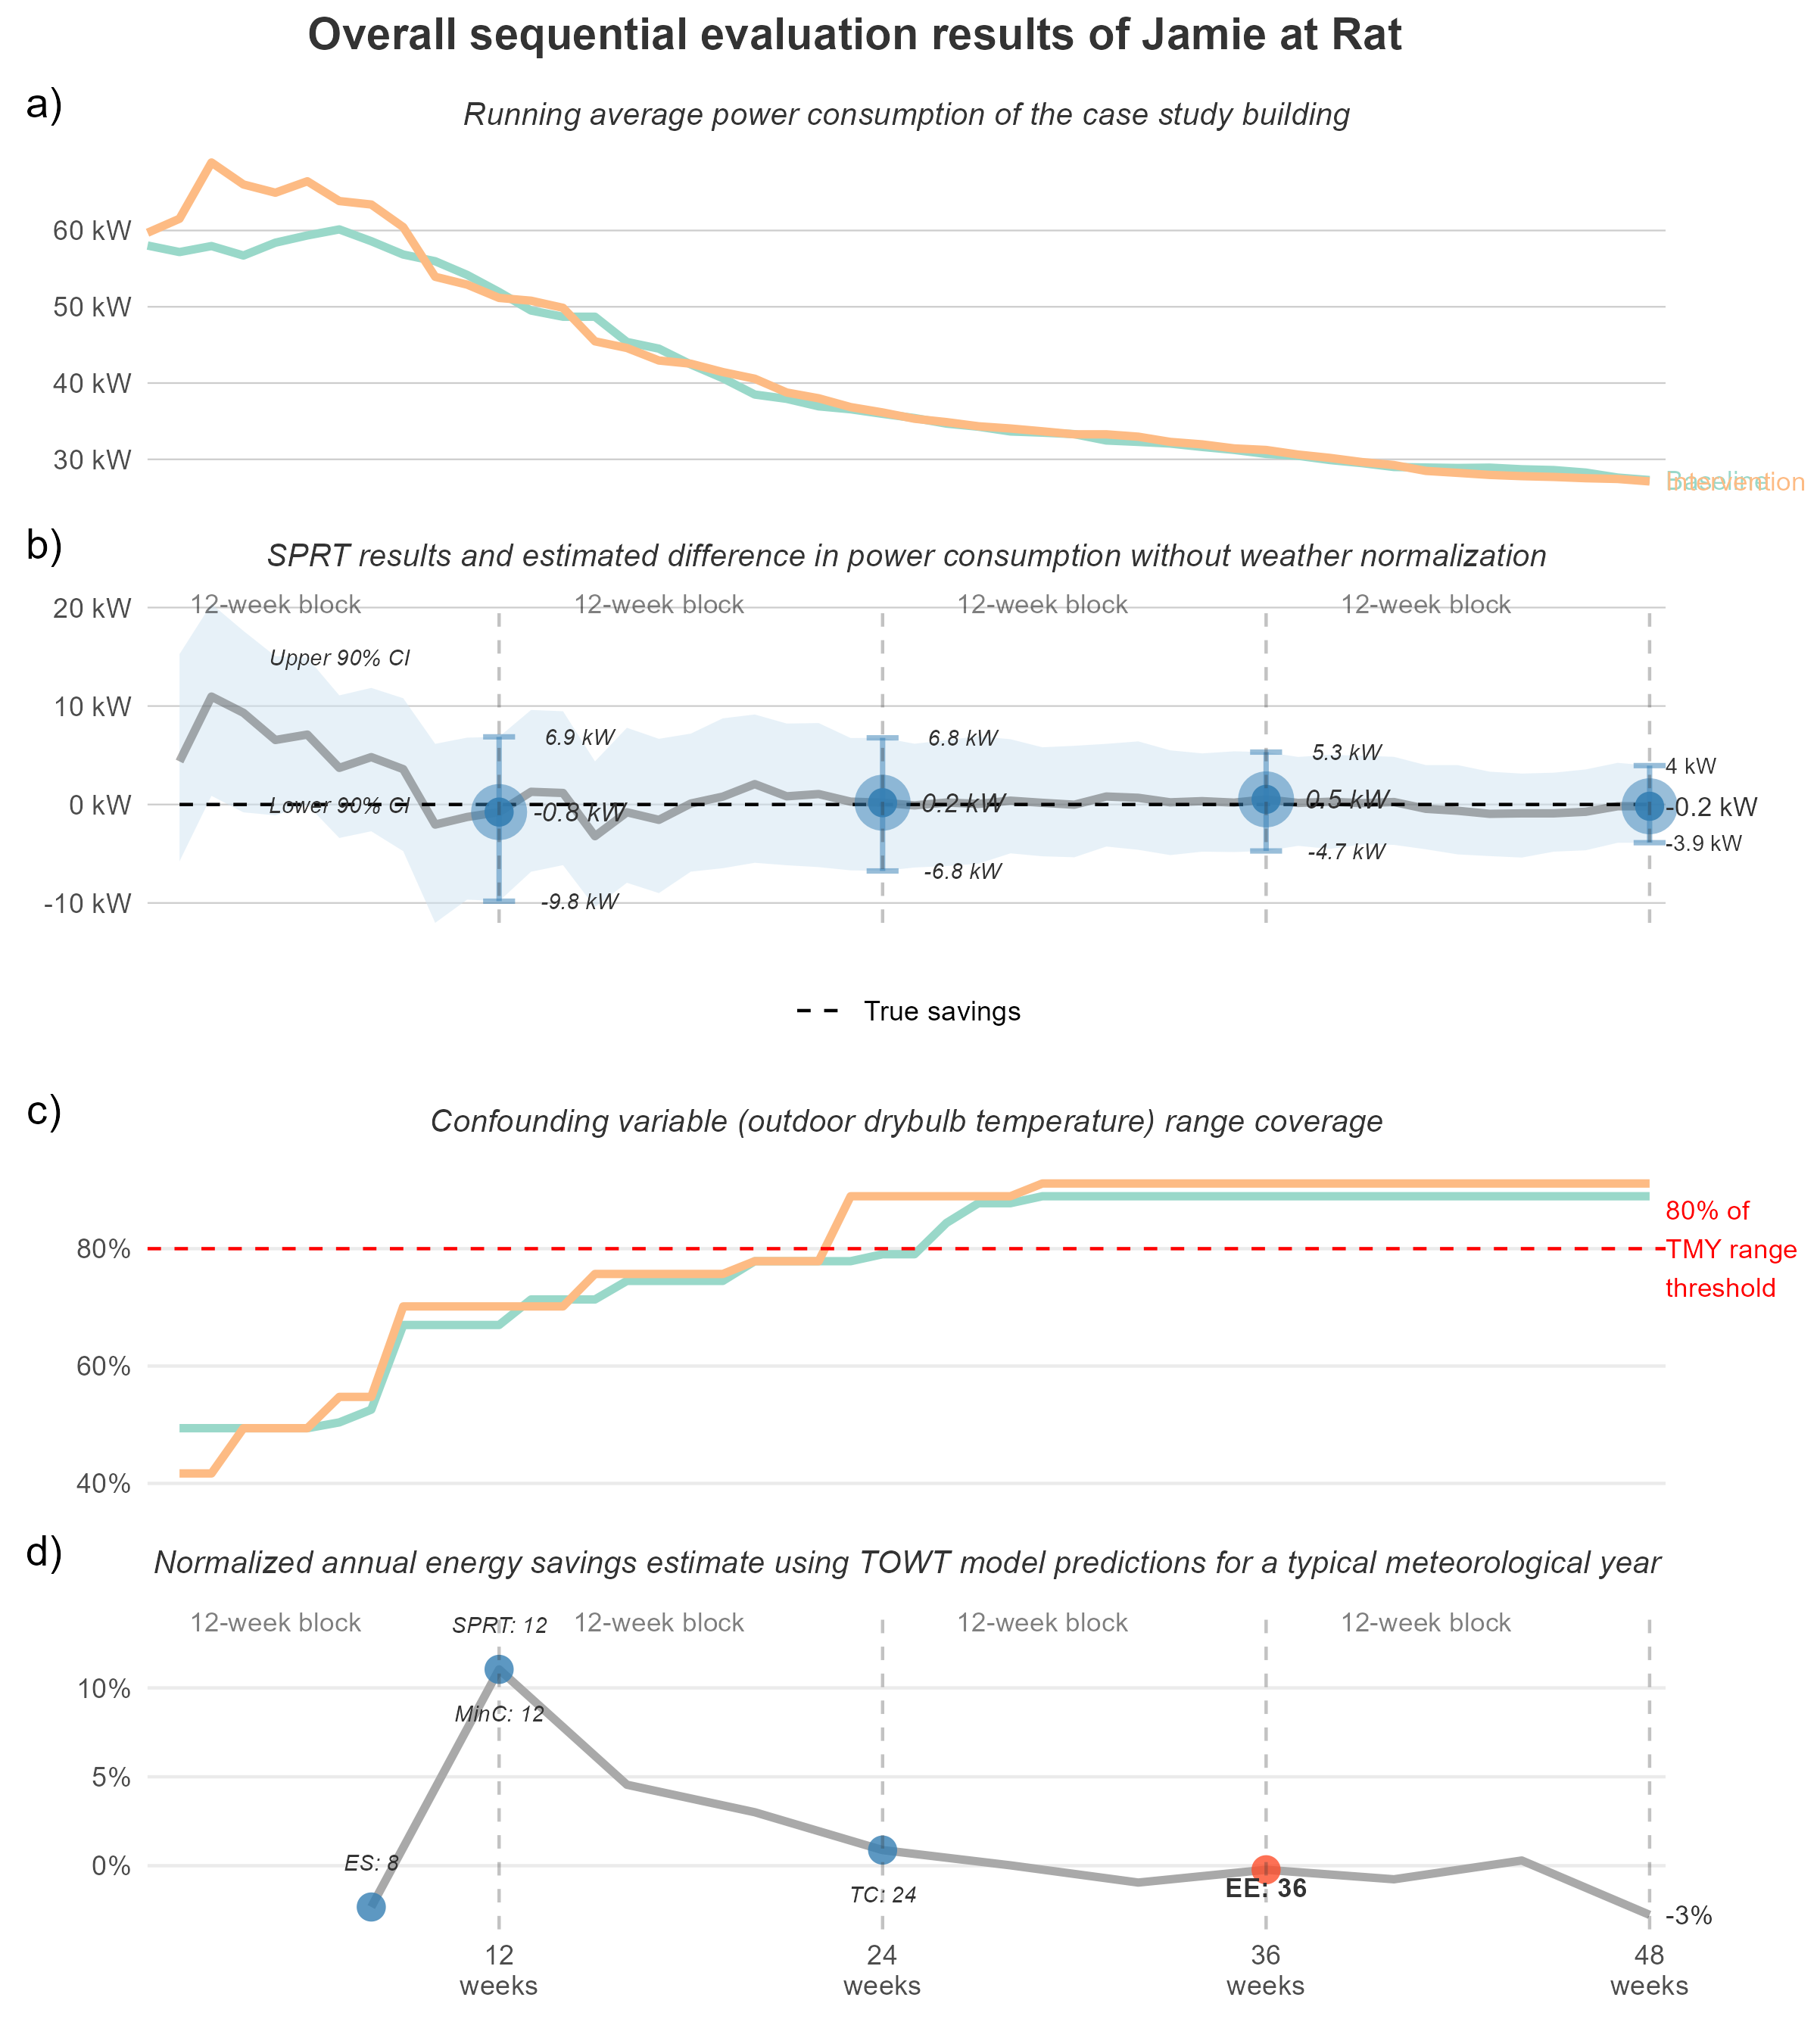 Overall sequential evaluation results of Jamie at Rat
a)
Running average power consumption of the case study building
60 kW
50 kW
40 kW
30 kW
Baseline
Intervention
b)
SPRT results and estimated difference in power consumption without weather normalization
12-week block 12-week block 12-week block 12-week block
20 kW
10 kW
0 kW
-10 kW
Upper 90% CI
Lower 90% CI
6.9 kW
-0.8 kW
-9.8 kW
6.8 kW
0.2 kW
-6.8 kW
5.3 kW
0.5 kW
-4.7 kW
4 kW
-0.2 kW
-3.9 kW
True savings
c)
Confounding variable (outdoor drybulb temperature) range coverage
80%
60%
40%
80% of
TMY range
threshold
d)
Normalized annual energy savings estimate using TOWT model predictions for a typical meteorological year
12-week block 12-week block 12-week block 12-week block
10%
5%
0%
SPRT: 12
MinC: 12
ES: 8
TC: 24
EE: 36
-3%
12
weeks
24
weeks
36
weeks
48
weeks